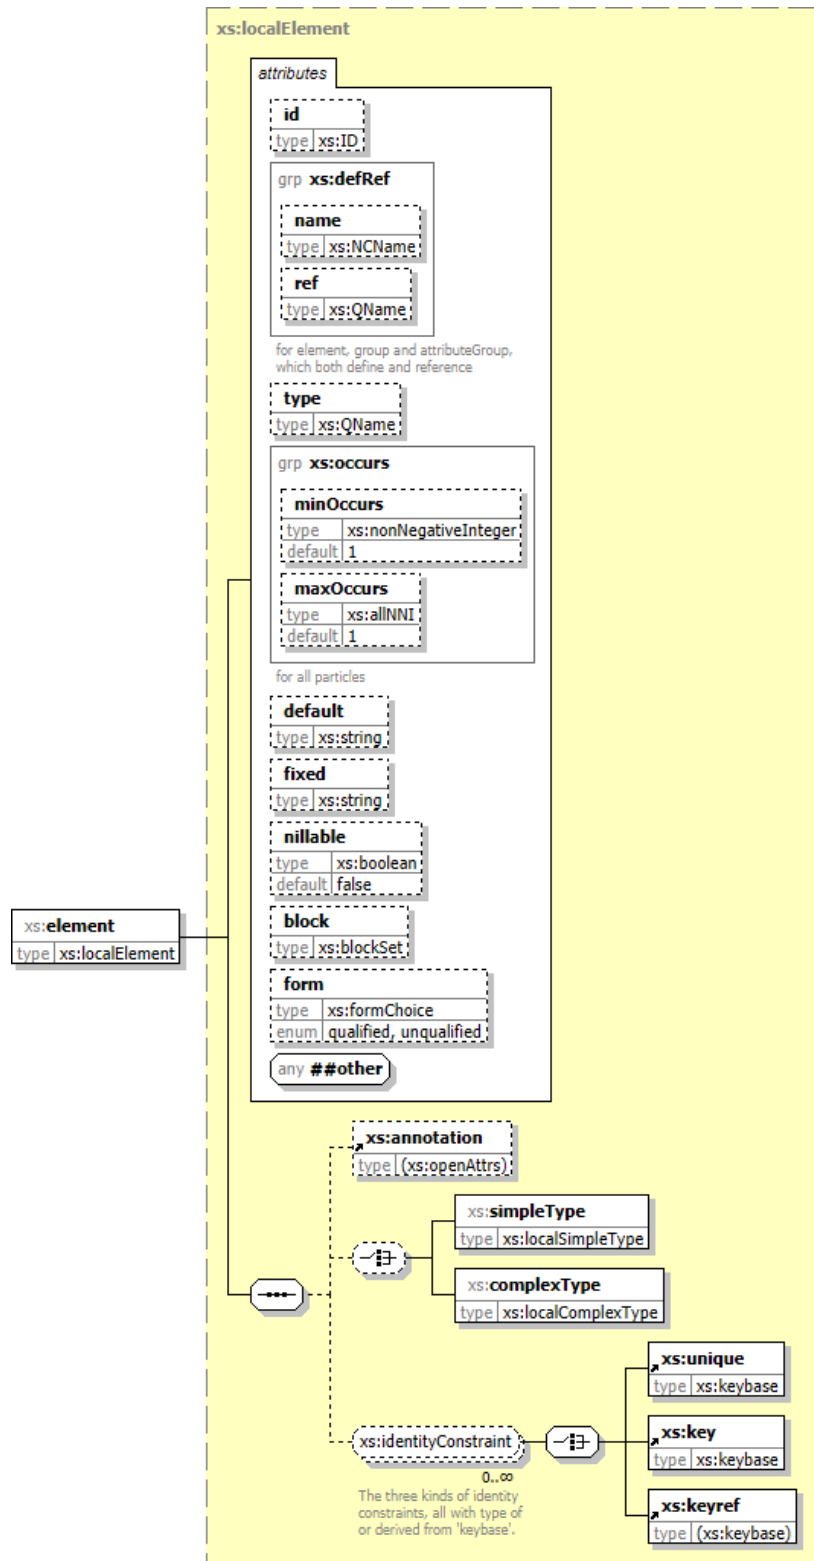 xs:localElement
attributes
id
type xs:ID
grp xs:defRef
name
type xs:NCName
ref
type xs:QName
for element, group and attributeGroup,
which both define and reference
type
type xs:QName
grp xs:occurs
minOccurs
type xs:nonNegativeInteger
default 1
maxOccurs
type xs:allNNI
default 1
for all particles
default
type xs:string
fixed
type xs:string
nillable
type xs:boolean
default false
xs:element
type xs:localElement
block
type xs:blockSet
form
type xs:formChoice
enum qualified, unqualified
any ##other
xs:annotation
type (xs:openAttrs)
xs:simpleType
type xs:localSimpleType
xs:complexType
type xs:localComplexType
xs:identityConstraint
0..∞
The three kinds of identity
constraints, all with type of
or derived from 'keybase'.
xs:unique
type xs:keybase
xs:key
type xs:keybase
xs:keyref
type (xs:keybase)